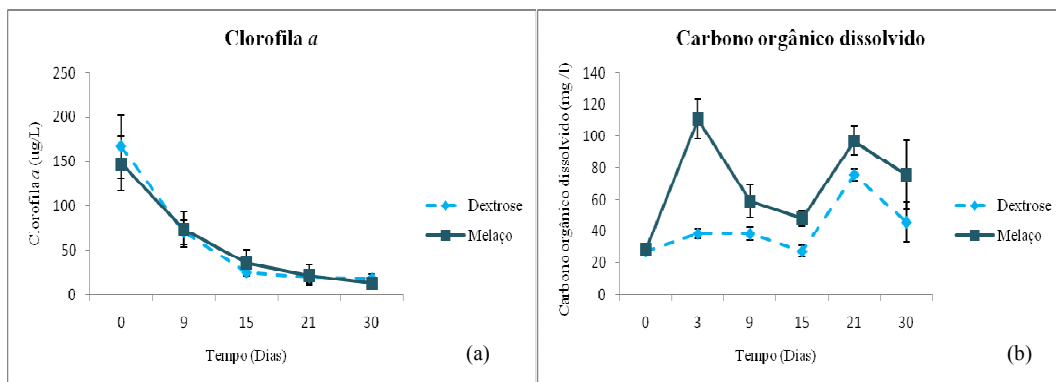 Clorofila a
250
200
150
100
50
0
Clorofila a (ug/L)
0 9 15 21 30
Tempo (Dias)
Dextrose
Melaço
(a)
Carbono orgânico dissolvido
140
120
100
80
60
40
20
0
Carbono orgânico dissolvido (mg /l)
0 3 9 15 21 30
Tempo (Dias)
Dextrose
Melaço
(b)